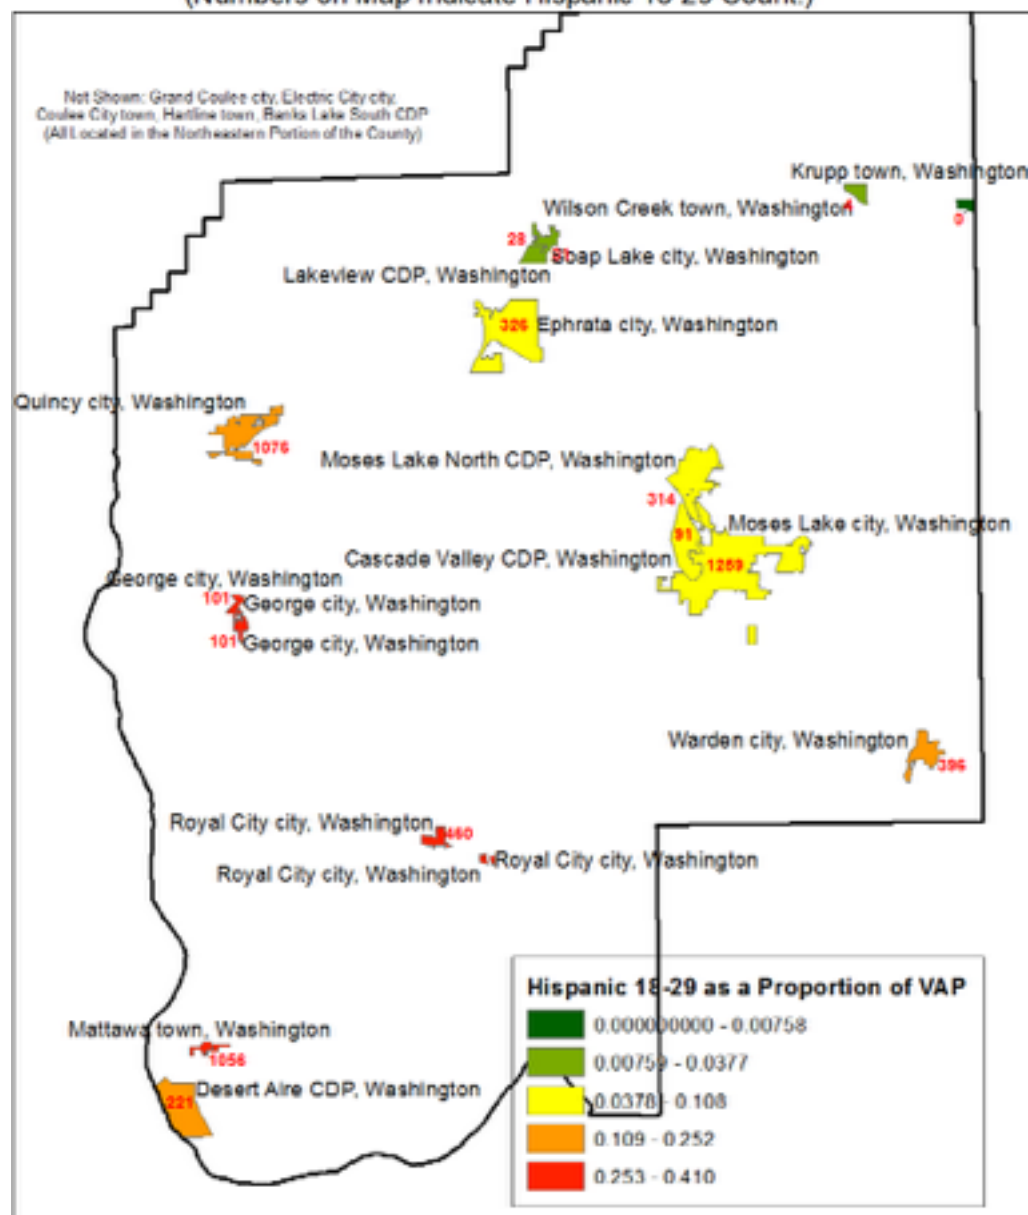 (Numbers on Map Indicate Hispanic 18-29 Count.)
Not Shown: Grand Coulee city, Electric City city,
Coulee City town, Hartline town, Banks Lake South CDP
(All Located in the Northeastern Portion of the County)
Krupp town, Washington
4
0
Wilson Creek town, Washington
28
Soap Lake city, Washington
Lakeview CDP, Washington
326
Ephrata city, Washington
Quincy city, Washington
1076
Moses Lake North CDP, Washington
314
Moses Lake city, Washington
91
Cascade Valley CDP, Washington
1289
George city, Washington
101
George city, Washington
101
George city, Washington
Warden city, Washington
396
Royal City city, Washington
460
Royal City city, Washington
Royal City city, Washington
Mattawa town, Washington
1056
Desert Aire CDP, Washington
221
Hispanic 18-29 as a Proportion of VAP
0.000000000 - 0.00758
0.00759 - 0.0377
0.0378 - 0.108
0.109 - 0.252
0.253 - 0.410